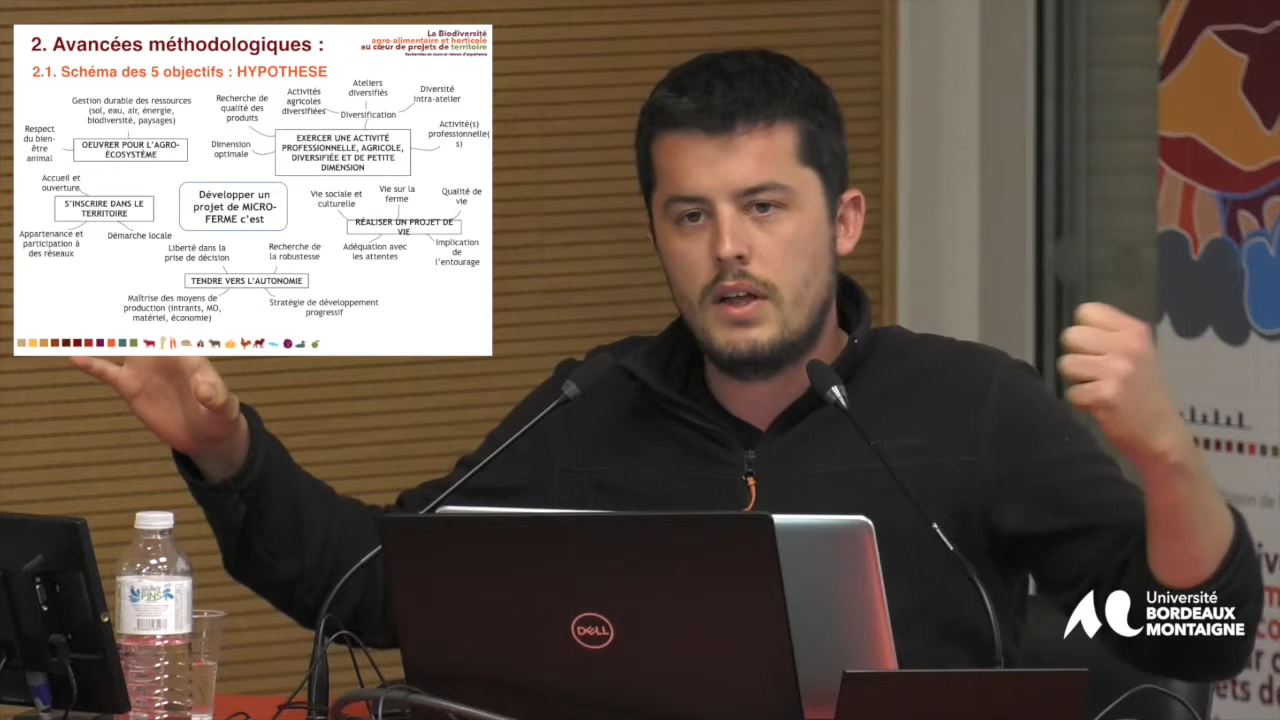 2. Avancées méthodologiques :
La Biodiversité
agro-alimentaire et horticole
au cœur de projets de territoire
Recherches en cours et retours d'expérience
2.1. Schéma des 5 objectifs : HYPOTHESE
Gestion durable des ressources
(sol, eau, air, énergie,
biodiversité, paysages)
Respect
du bien-
être
animal
OEUVRER POUR L'AGRO-
ÉCOSYSTÈME
Recherche de
qualité des
produits
Activités
agricoles
diversifiées
Ateliers
diversifiés
Diversité
intra-atelier
Diversification
Activité(s)
professionnelle(
s)
Dimension
optimale
EXERCER UNE ACTIVITÉ
PROFESSIONNELLE, AGRICOLE,
DIVERSIFIÉE ET DE PETITE
DIMENSION
Accueil et
ouverture
S'INSCRIRE DANS LE
TERRITOIRE
Appartenance et
participation à
des réseaux
Démarche locale
Développer un
projet de MICRO-
FERME c'est
Vie sociale et
culturelle
Vie sur la
ferme
Qualité de
vie
RÉALISER UN PROJET DE
VIE
Adéquation avec
les attentes
Implication
de
l'entourage
Liberté dans la
prise de décision
Recherche de
la robustesse
TENDRE VERS L'AUTONOMIE
Maîtrise des moyens de
production (intrants, MO,
matériel, économie)
Stratégie de développement
progressif
PINS
DELL
Université
BORDEAUX
MONTAIGNE